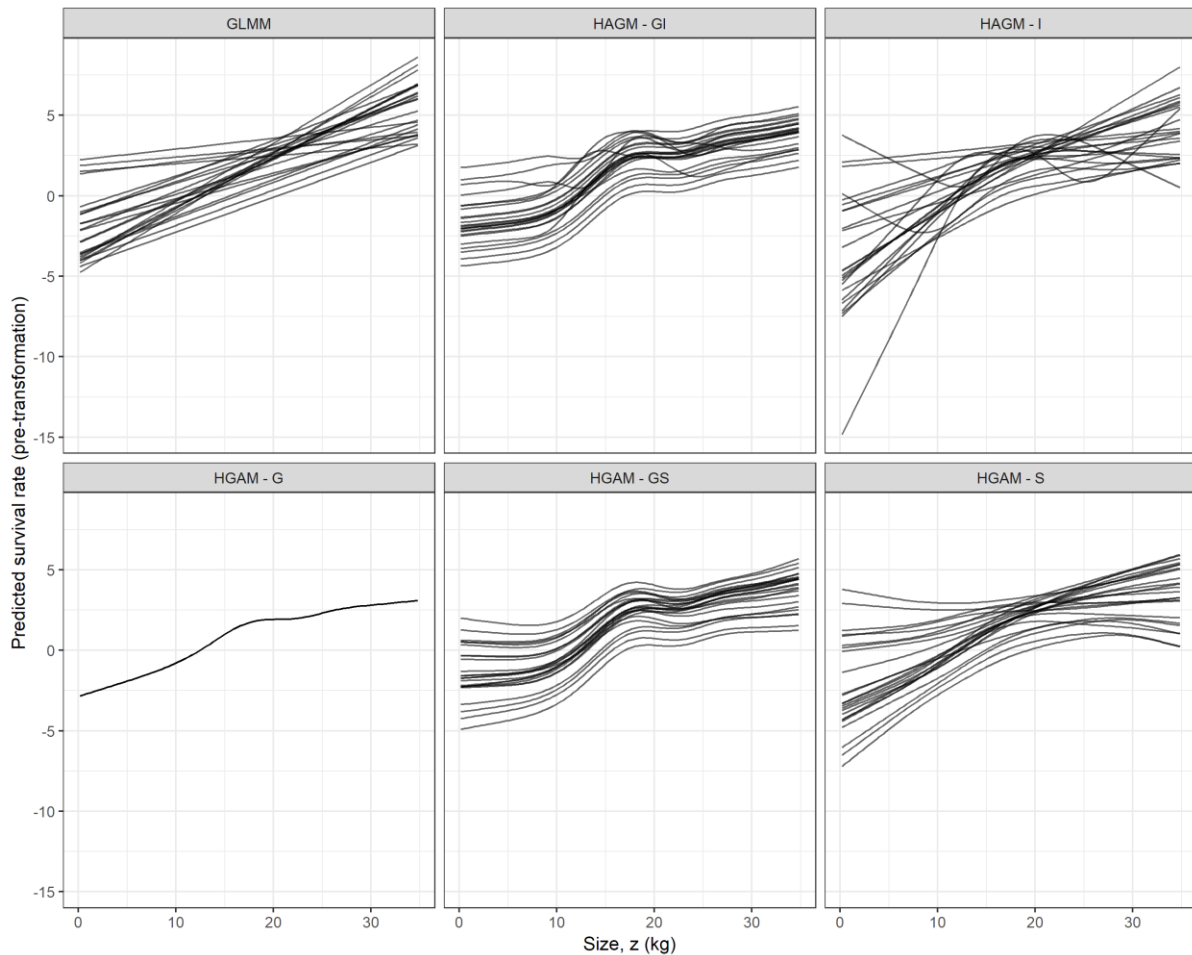 GLMM
HAGM - GI
HAGM - I
5
0
-5
-10
-15
HGAM - G
HGAM - GS
HGAM - S
5
0
-5
-10
-15
0 10 20 30
0 10 20 30
0 10 20 30
Predicted survival rate (pre-transformation)
Size, z (kg)